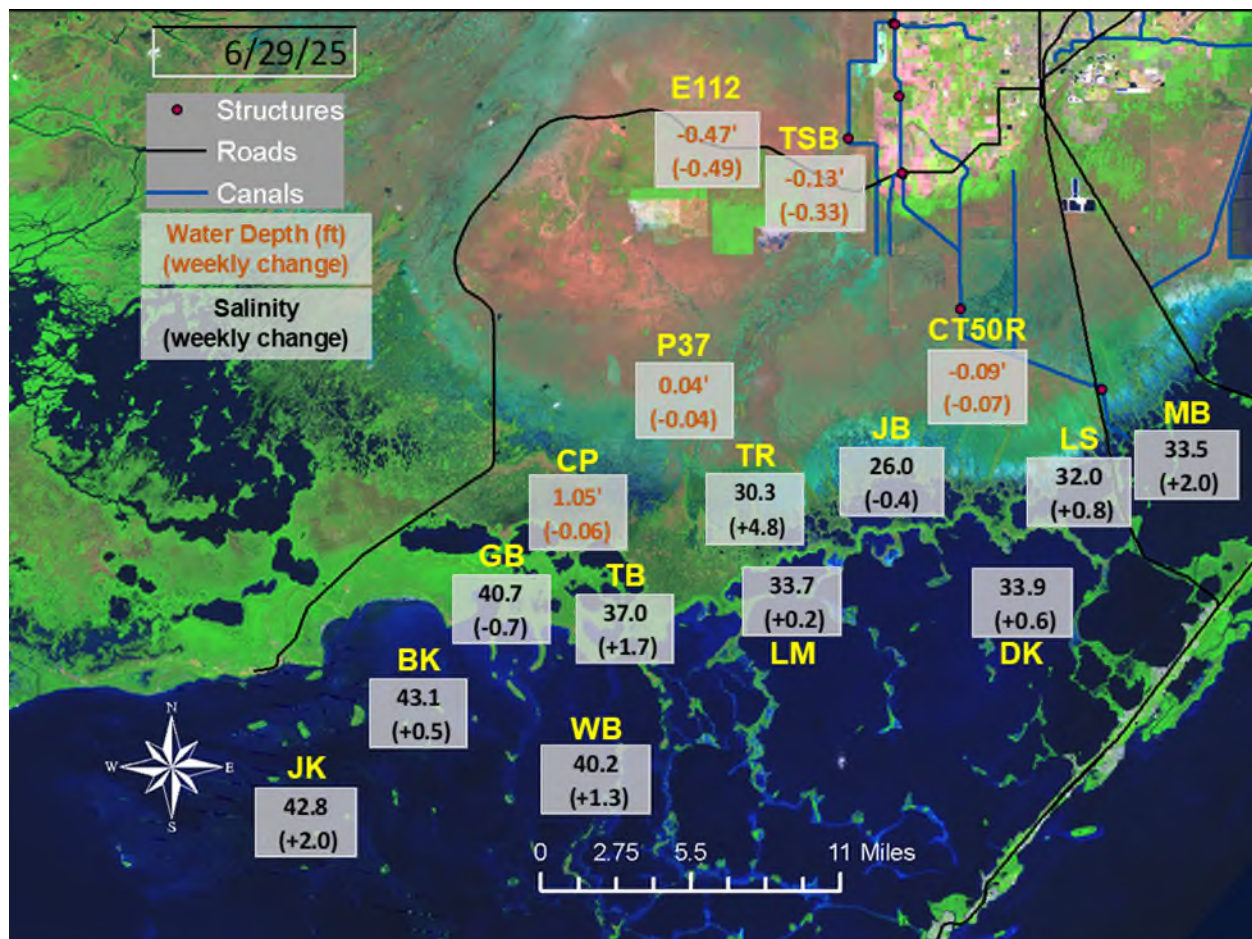 6/29/25
Structures
Roads
Canals
Water Depth (ft)
(weekly change)
Salinity
(weekly change)
E112
-0.47'
(-0.49)
TSB
-0.13'
(-0.33)
P37
0.04'
(-0.04)
CT50R
-0.09'
(-0.07)
CP
1.05'
(-0.06)
TR
30.3
(+4.8)
JB
26.0
(-0.4)
LS
32.0
(+0.8)
MB
33.5
(+2.0)
GB
40.7
(-0.7)
TB
37.0
(+1.7)
33.7
(+0.2)
LM
33.9
(+0.6)
DK
BK
43.1
(+0.5)
WB
40.2
(+1.3)
JK
42.8
(+2.0)
N
W E
S
0 2.75 5.5 11 Miles